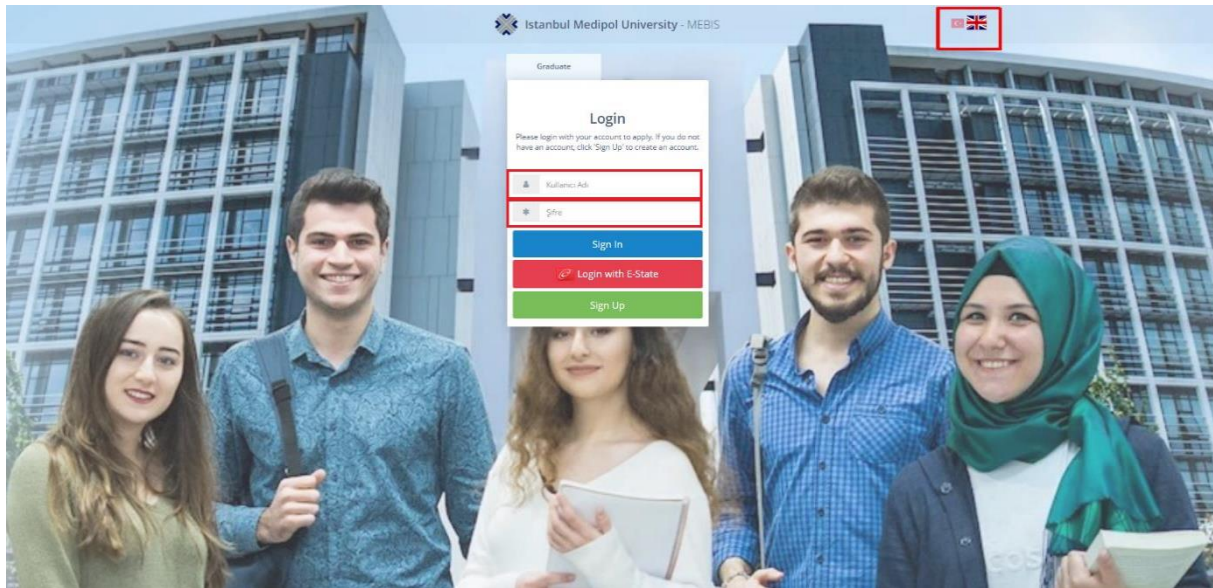 Istanbul Medipol University - MEBIS
Graduate
Login
Please login with your account to apply. If you do not
have an account, click 'Sign Up' to create an account.
Kullanıcı Adı
Şifre
Sign In
Login with E-State
Sign Up